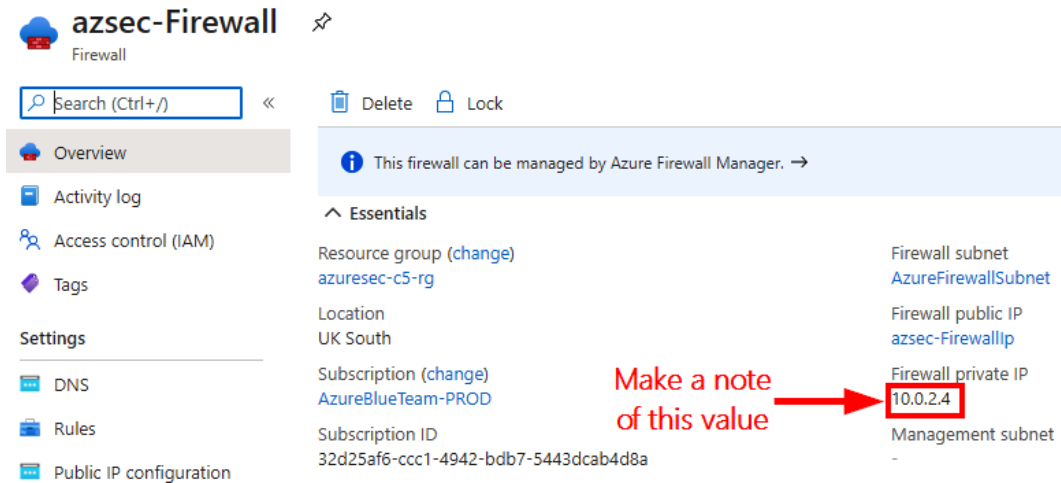 azsec-Firewall
Firewall
Search (Ctrl+/)
«
Overview
Activity log
Access control (IAM)
Tags
Settings
DNS
Rules
Public IP configuration
Delete
Lock
This firewall can be managed by Azure Firewall Manager. →
Essentials
Resource group (change)
azuresec-c5-rg
Location
UK South
Subscription (change)
AzureBlueTeam-PROD
Subscription ID
32d25af6-ccc1-4942-bdb7-5443dcab4d8a
Make a note
of this value
Firewall subnet
AzureFirewallSubnet
Firewall public IP
azsec-FirewallIp
Firewall private IP
10.0.2.4
Management subnet
-